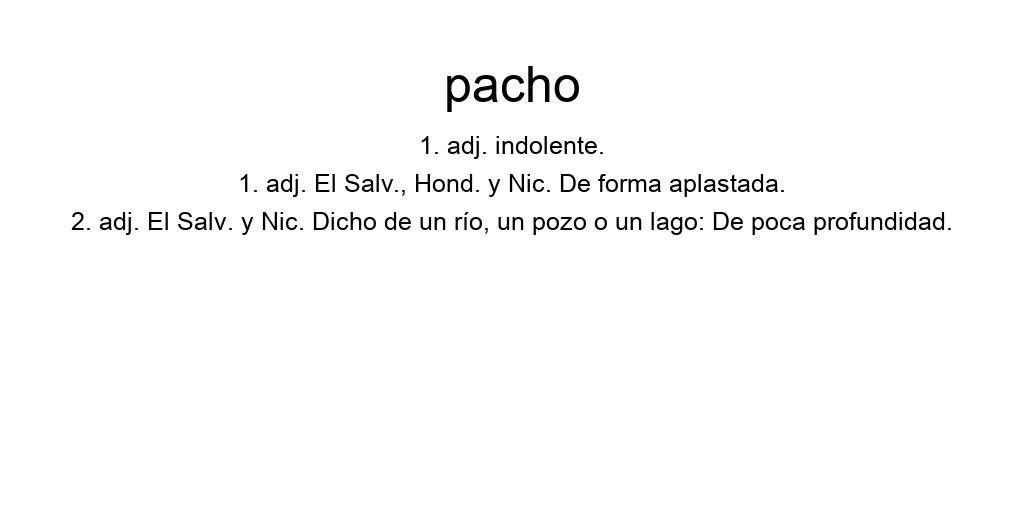 pacho
1. adj. indolente.
1. adj. El Salv., Hond. y Nic. De forma aplastada.
2. adj. El Salv. y Nic. Dicho de un río, un pozo o un lago: De poca profundidad.